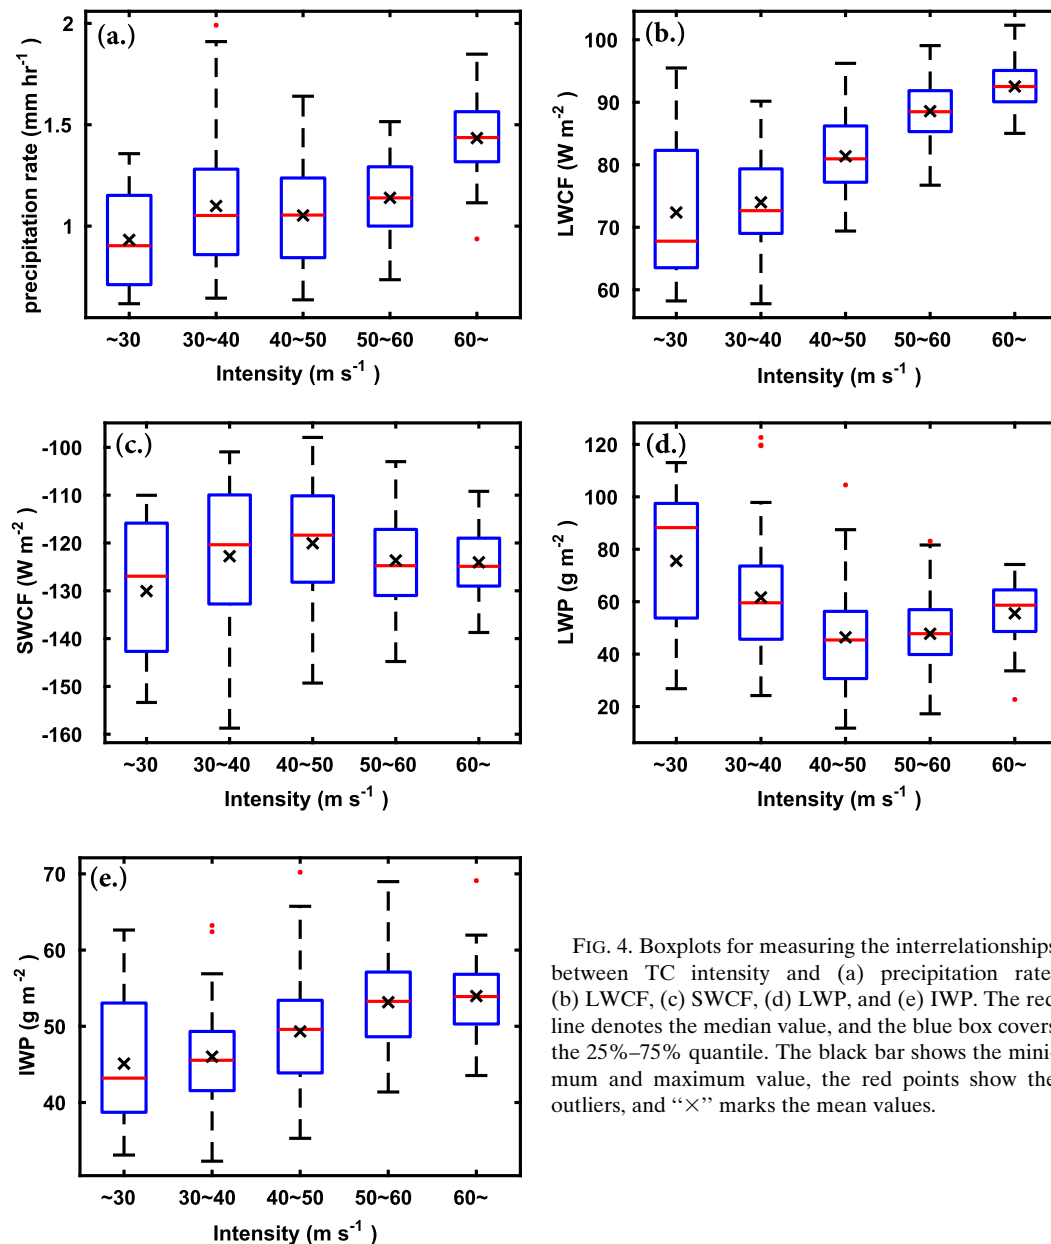 (a.)
precipitation rate (mm hr-1 )
2
1.5
1
~30 30~40 40~50 50~60 60~
Intensity (m s-1 )
(b.)
LWCF (W m-2 )
100
90
80
70
60
~30 30~40 40~50 50~60 60~
Intensity (m s-1 )
(c.)
SWCF (W m-2 )
-100
-110
-120
-130
-140
-150
-160
~30 30~40 40~50 50~60 60~
Intensity (m s-1 )
(d.)
LWP (g m-2 )
120
100
80
60
40
20
~30 30~40 40~50 50~60 60~
Intensity (m s-1 )
(e.)
IWP (g m-2 )
70
60
50
40
~30 30~40 40~50 50~60 60~
Intensity (m s-1 )
FIG. 4. Boxplots for measuring the interrelationships
between TC intensity and (a) precipitation rate
(b) LWCF, (c) SWCF, (d) LWP, and (e) IWP. The red
line denotes the median value, and the blue box covers
the 25%–75% quantile. The black bar shows the mini-
mum and maximum value, the red points show the
outliers, and ‘‘×’’ marks the mean values.